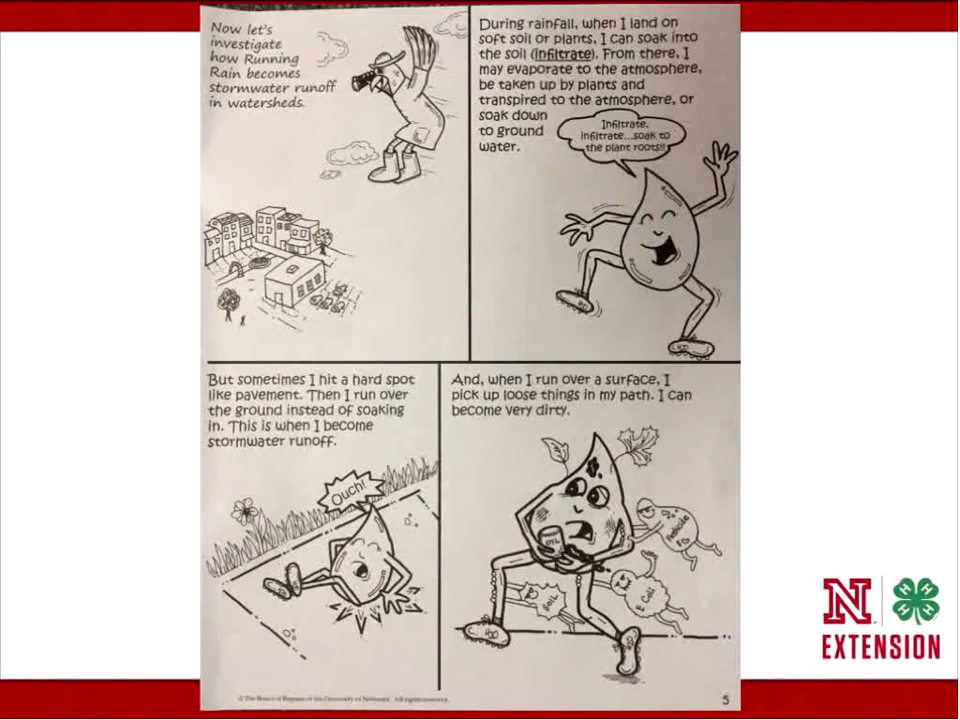 Now let's
investigate
how Running
Rain becomes
stormwater runoff
in watersheds.
During rainfall, when I land on
soft soil or plants, I can soak into
the soil (infiltrate). From there, I
may evaporate to the atmosphere,
be taken up by plants and
transpired to the atmosphere, or
soak down
to ground
water.
Infiltrate,
infiltrate...soak to
the plant roots!!
But sometimes I hit a hard spot
like pavement. Then I run over
the ground instead of soaking
in. This is when I become
stormwater runoff.
Ouch!
And, when I run over a surface, I
pick up loose things in my path. I can
become very dirty.
OIL
Pesticide
SOIL
E Coli
© The Board of Regents of the University of Nebraska. All rights reserved.
5
N
H H H H
EXTENSION